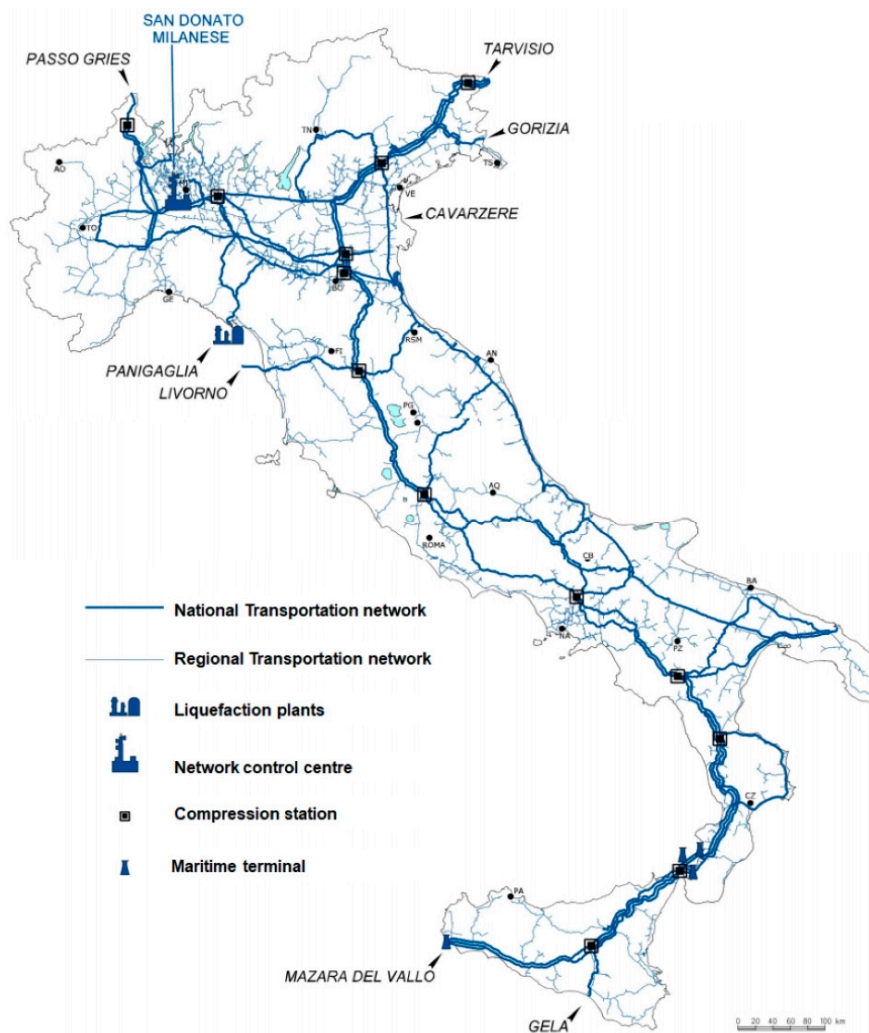 SAN DONATO
MILANESE
PASSO GRIES
TARVISIO
GORIZIA
TN
AO
TS
VE
CAVARZERE
TO
BO
GE
RSM
PANIGAGLIA
FI
AN
LIVORNO
PG
AQ
ROMA
CB
BA
National Transportation network
NA
PZ
Regional Transportation network
Liquefaction plants
Network control centre
CZ
Compression station
Maritime terminal
PA
MAZARA DEL VALLO
GELA
0 20 40 60 80 100 km